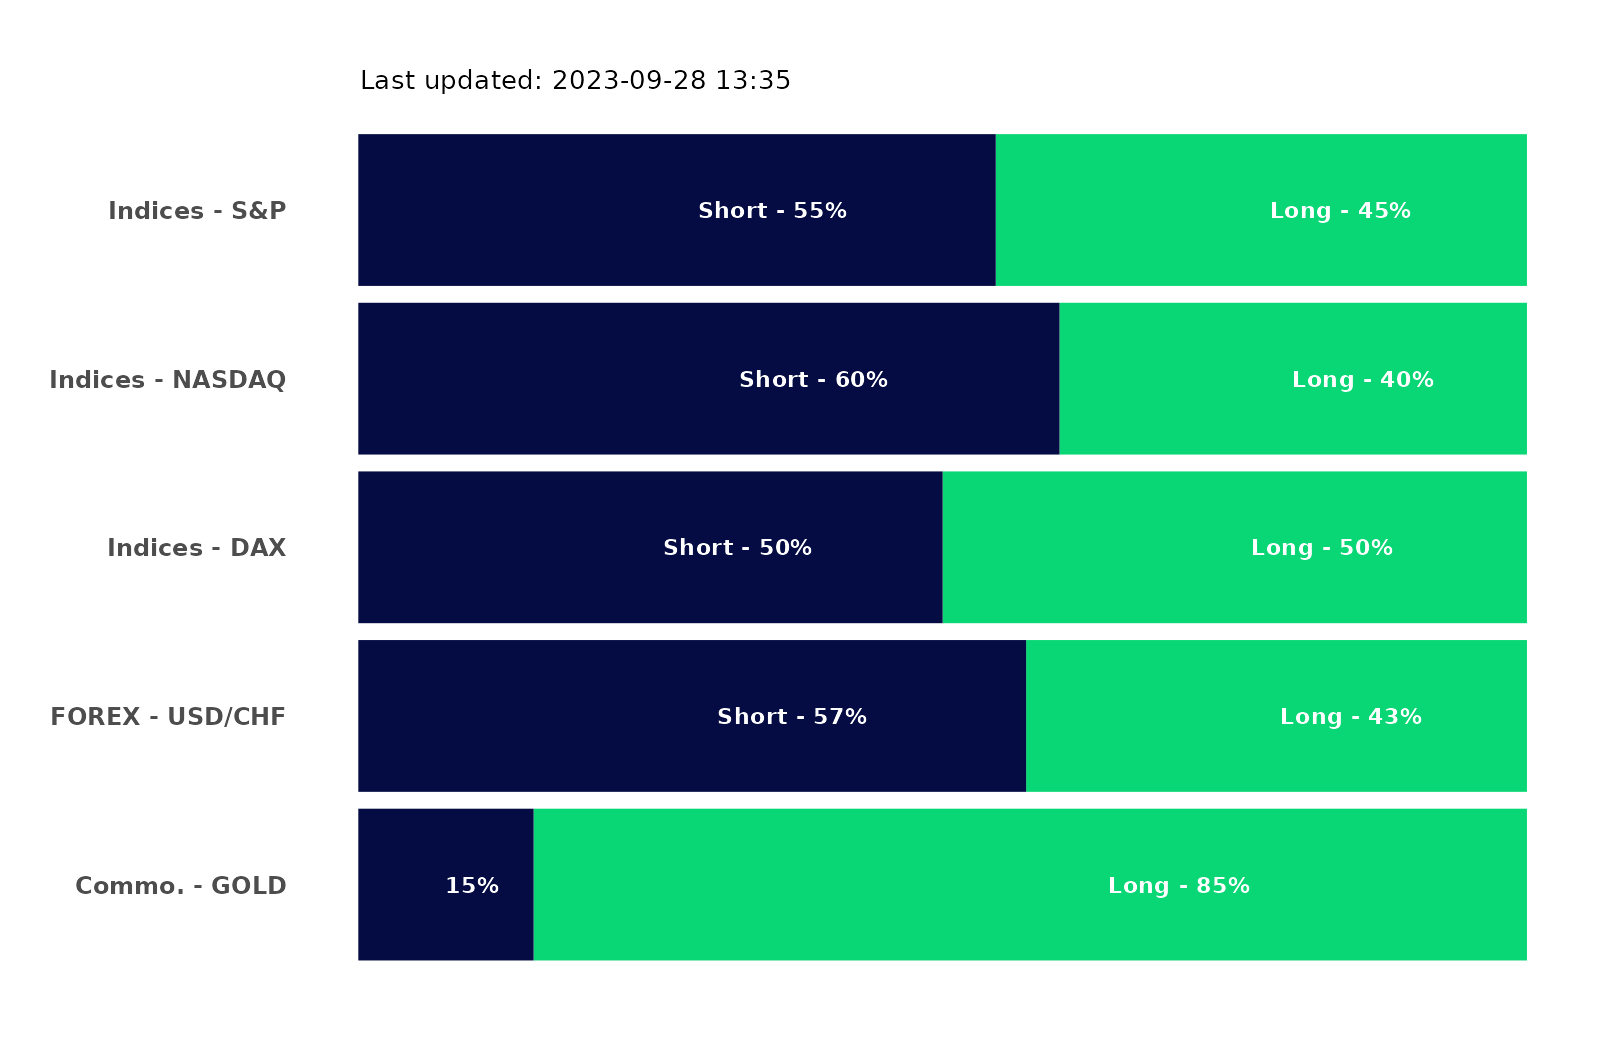 Last updated: 2023-09-28 13:35
Indices - S&P Short - 55% Long - 45%
Indices - NASDAQ Short - 60% Long - 40%
Indices - DAX Short - 50% Long - 50%
FOREX - USD/CHF Short - 57% Long - 43%
Commo. - GOLD 15% Long - 85%